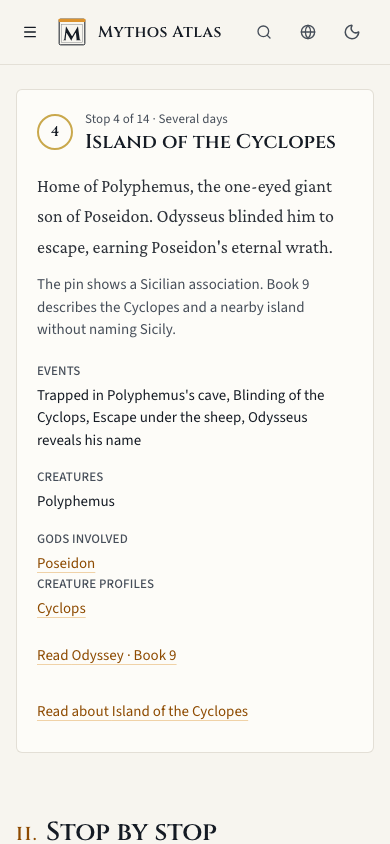 M MYTHOS ATLAS
4
Stop 4 of 14 · Several days
ISLAND OF THE CYCLOPES
Home of Polyphemus, the one-eyed giant
son of Poseidon. Odysseus blinded him to
escape, earning Poseidon's eternal wrath.
The pin shows a Sicilian association. Book 9
describes the Cyclopes and a nearby island
without naming Sicily.
EVENTS
Trapped in Polyphemus's cave, Blinding of the
Cyclops, Escape under the sheep, Odysseus
reveals his name
CREATURES
Polyphemus
GODS INVOLVED
Poseidon
CREATURE PROFILES
Cyclops
Read Odyssey · Book 9
Read about Island of the Cyclopes
II. STOP BY STOP